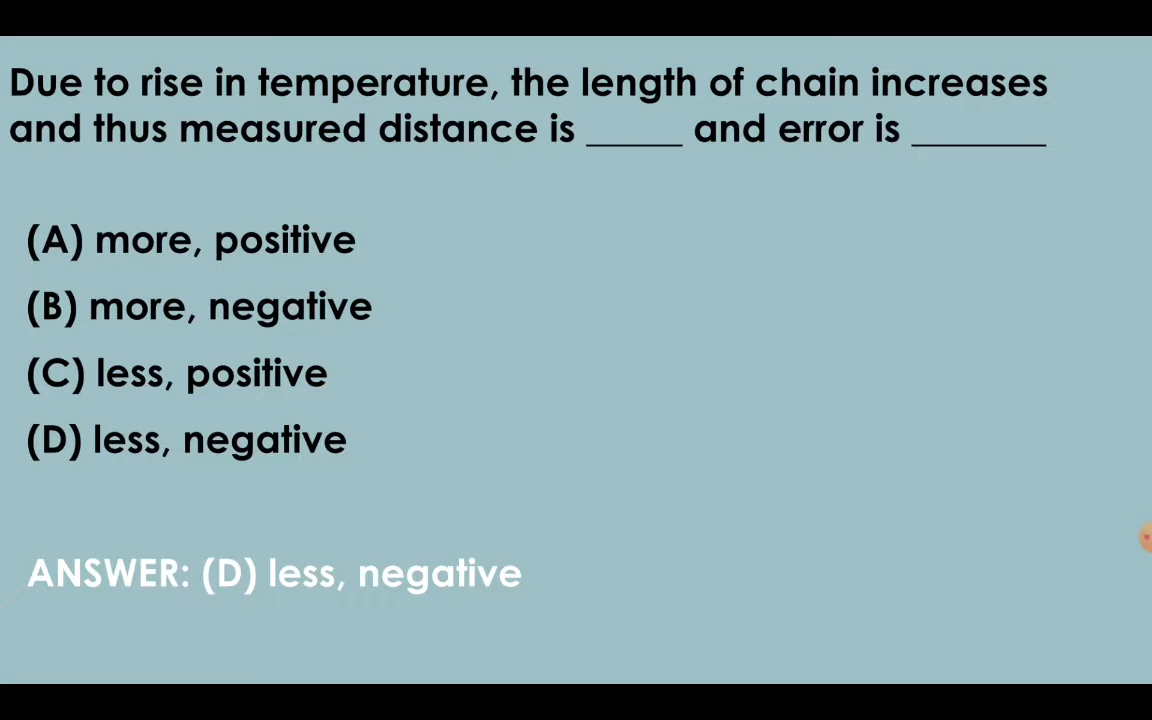 Due to rise in temperature, the length of chain increases
and thus measured distance is _____ and error is _______
(A) more, positive
(B) more, negative
(C) less, positive
(D) less, negative
ANSWER: (D) less, negative